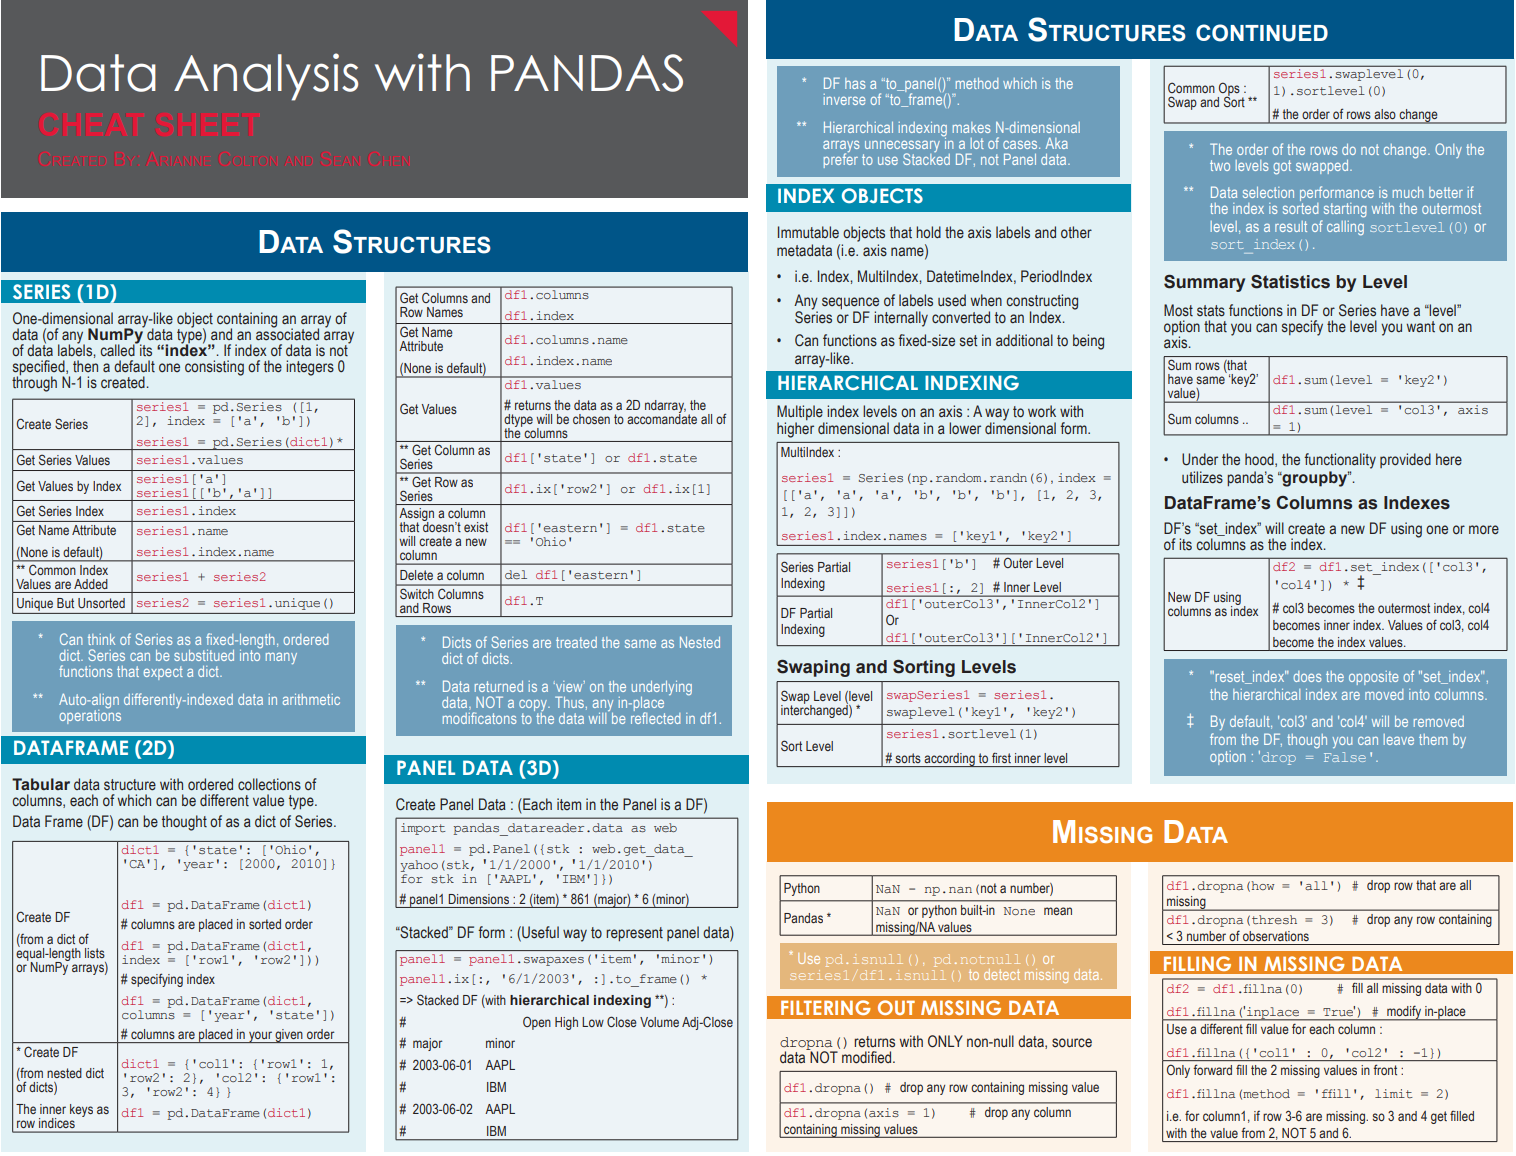 Data Analysis with PANDAS
CHEAT SHEET
Created By: Arianne Colton and Sean Chen
Data Structures
SERIES (1D)
One-dimensional array-like object containing an array of
data (of any NumPy data type) and an associated array
of data labels, called its “index”. If index of data is not
specified, then a default one consisting of the integers 0
through N-1 is created.
Create Series
series1 = pd.Series ([1,
2], index = ['a', 'b'])
series1 = pd.Series(dict1)*
Get Series Values
series1.values
Get Values by Index
series1['a']
series1[['b','a']]
Get Series Index
series1.index
Get Name Attribute
(None is default)
series1.name
series1.index.name
** Common Index
Values are Added
series1 + series2
Unique But Unsorted
series2 = series1.unique()
* Can think of Series as a fixed-length, ordered
dict. Series can be substitued into many
functions that expect a dict.
** Auto-align differently-indexed data in arithmetic
operations
DATAFRAME (2D)
Tabular data structure with ordered collections of
columns, each of which can be different value type.
Data Frame (DF) can be thought of as a dict of Series.
Create DF
(from a dict of
equal-length lists
or NumPy arrays)
dict1 = {'state': ['Ohio',
'CA'], 'year': [2000, 2010]}
df1 = pd.DataFrame(dict1)
# columns are placed in sorted order
df1 = pd.DataFrame(dict1,
index = ['row1', 'row2']))
# specifying index
df1 = pd.DataFrame(dict1,
columns = ['year', 'state'])
# columns are placed in your given order
* Create DF
(from nested dict
of dicts)
The inner keys as
row indices
dict1 = {'col1': {'row1': 1,
'row2': 2}, 'col2': {'row1':
3, 'row2': 4} }
df1 = pd.DataFrame(dict1)
Get Columns and
Row Names
df1.columns
df1.index
Get Name
Attribute
(None is default)
df1.columns.name
df1.index.name
Get Values
df1.values
# returns the data as a 2D ndarray, the
dtype will be chosen to accomandate all of
the columns
** Get Column as
Series
df1['state'] or df1.state
** Get Row as
Series
df1.ix['row2'] or df1.ix[1]
Assign a column
that doesn’t exist
will create a new
column
df1['eastern'] = df1.state
== 'Ohio'
Delete a column
del df1['eastern']
Switch Columns
and Rows
df1.T
* Dicts of Series are treated the same as Nested
dict of dicts.
** Data returned is a ‘view’ on the underlying
data, NOT a copy. Thus, any in-place
modificatons to the data will be reflected in df1.
PANEL DATA (3D)
Create Panel Data : (Each item in the Panel is a DF)
import pandas_datareader.data as web
panel1 = pd.Panel({stk : web.get_data_
yahoo(stk, '1/1/2000', '1/1/2010')
for stk in ['AAPL', 'IBM']})
# panel1 Dimensions : 2 (item) * 861 (major) * 6 (minor)
“Stacked” DF form : (Useful way to represent panel data)
panel1 = panel1.swapaxes('item', 'minor')
panel1.ix[:, '6/1/2003', :].to_frame() *
=> Stacked DF (with hierarchical indexing **) :
# Open High Low Close Volume Adj-Close
# major minor
# 2003-06-01 AAPL
# IBM
# 2003-06-02 AAPL
# IBM
Data Structures continued
* DF has a “to_panel()” method which is the
inverse of “to_frame()”.
** Hierarchical indexing makes N-dimensional
arrays unnecessary in a lot of cases. Aka
prefer to use Stacked DF, not Panel data.
INDEX OBJECTS
Immutable objects that hold the axis labels and other
metadata (i.e. axis name)
• i.e. Index, MultiIndex, DatetimeIndex, PeriodIndex
• Any sequence of labels used when constructing
Series or DF internally converted to an Index.
• Can functions as fixed-size set in additional to being
array-like.
HIERARCHICAL INDEXING
Multiple index levels on an axis : A way to work with
higher dimensional data in a lower dimensional form.
MultiIndex :
series1 = Series(np.random.randn(6), index =
[['a', 'a', 'a', 'b', 'b', 'b'], [1, 2, 3,
1, 2, 3]])
series1.index.names = ['key1', 'key2']
Series Partial
Indexing
series1['b'] # Outer Level
series1[:, 2] # Inner Level
DF Partial
Indexing
df1['outerCol3','InnerCol2']
Or
df1['outerCol3']['InnerCol2']
Swaping and Sorting Levels
Swap Level (level
interchanged) *
swapSeries1 = series1.
swaplevel('key1', 'key2')
Sort Level
series1.sortlevel(1)
# sorts according to first inner level
Common Ops :
Swap and Sort **
series1.swaplevel(0,
1).sortlevel(0)
# the order of rows also change
* The order of the rows do not change. Only the
two levels got swapped.
** Data selection performance is much better if
the index is sorted starting with the outermost
level, as a result of calling sortlevel(0) or
sort_index().
Summary Statistics by Level
Most stats functions in DF or Series have a “level”
option that you can specify the level you want on an
axis.
Sum rows (that
have same ‘key2’
value)
df1.sum(level = 'key2')
Sum columns ..
df1.sum(level = 'col3', axis
= 1)
• Under the hood, the functionality provided here
utilizes panda’s “groupby”.
DataFrame’s Columns as Indexes
DF’s “set_index” will create a new DF using one or more
of its columns as the index.
New DF using
columns as index
df2 = df1.set_index(['col3',
'col4']) * ‡
# col3 becomes the outermost index, col4
becomes inner index. Values of col3, col4
become the index values.
* "reset_index" does the opposite of "set_index",
the hierarchical index are moved into columns.
‡ By default, 'col3' and 'col4' will be removed
from the DF, though you can leave them by
option : 'drop = False'.
Missing Data
Python
NaN - np.nan(not a number)
Pandas *
NaN or python built-in None mean
missing/NA values
* Use pd.isnull(), pd.notnull() or
series1/df1.isnull() to detect missing data.
FILTERING OUT MISSING DATA
dropna() returns with ONLY non-null data, source
data NOT modified.
df1.dropna() # drop any row containing missing value
df1.dropna(axis = 1) # drop any column
containing missing values
df1.dropna(how = 'all') # drop row that are all
missing
df1.dropna(thresh = 3) # drop any row containing
< 3 number of observations
FILLING IN MISSING DATA
df2 = df1.fillna(0) # fill all missing data with 0
df1.fillna('inplace = True') # modify in-place
Use a different fill value for each column :
df1.fillna({'col1' : 0, 'col2' : -1})
Only forward fill the 2 missing values in front :
df1.fillna(method = 'ffill', limit = 2)
i.e. for column1, if row 3-6 are missing. so 3 and 4 get filled
with the value from 2, NOT 5 and 6.